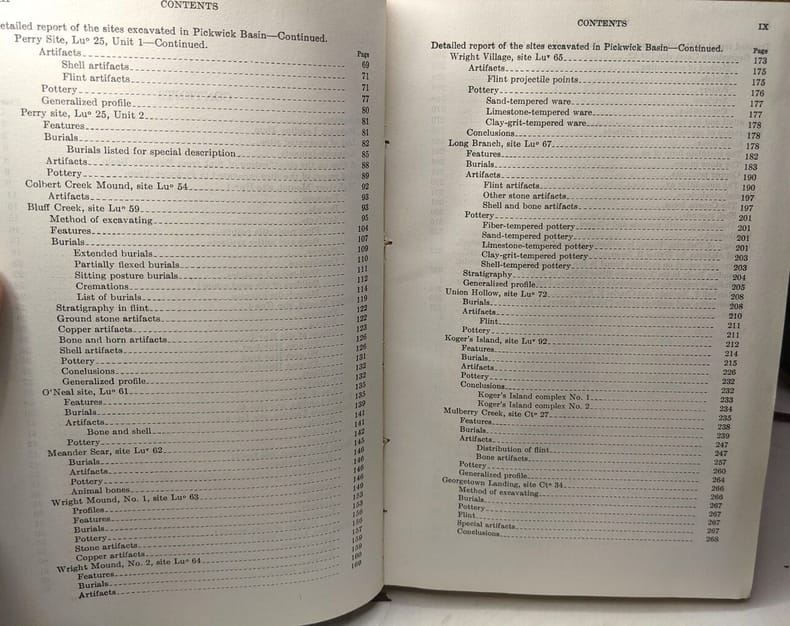 CONTENTS
etailed report of the sites excavated in Pickwick Basin—Continued.
Perry Site, Luº 25, Unit 1—Continued. Page
Artifacts 69
Shell artifacts 71
Flint artifacts 71
Pottery 77
Generalized profile 80
Perry site, Luº 25, Unit 2 81
Features 81
Burials 82
Burials listed for special description 85
Artifacts 88
Pottery 89
Colbert Creek Mound, site Luº 54 92
Artifacts 93
Bluff Creek, site Luº 59 93
Method of excavating 95
Features 104
Burials 107
Extended burials 109
Partially flexed burials 110
Sitting posture burials 111
Cremations 112
List of burials 114
Stratigraphy in flint 119
Ground stone artifacts 122
Copper artifacts 122
Bone and horn artifacts 123
Shell artifacts 126
Pottery 126
Conclusions 131
Generalized profile 132
O'Neal site, Luº 61 132
Features 135
Burials 135
Artifacts 139
Bone and shell 141
Pottery 141
Meander Scar, site Luº 62 142
Burials 145
Artifacts 146
Pottery 146
Animal bones 146
Wright Mound, No. 1, site Luº 63 146
Profiles 149
Features 153
Burials 153
Pottery 156
Stone artifacts 156
Copper artifacts 157
Wright Mound, No. 2, site Luº 64 159
Features 159
Burials 160
Artifacts 160
CONTENTS IX
Detailed report of the sites excavated in Pickwick Basin—Continued. Page
Wright Village, site Luᵛ 65 173
Artifacts 175
Flint projectile points 175
Pottery 176
Sand-tempered ware 177
Limestone-tempered ware 177
Clay-grit-tempered ware 178
Conclusions 178
Long Branch, site Luº 67 178
Features 182
Burials 183
Artifacts 190
Flint artifacts 190
Other stone artifacts 197
Shell and bone artifacts 197
Pottery 201
Fiber-tempered pottery 201
Sand-tempered pottery 201
Limestone-tempered pottery 201
Clay-grit-tempered pottery 203
Shell-tempered pottery 203
Stratigraphy 204
Generalized profile 205
Union Hollow, site Luº 72 208
Burials 208
Artifacts 210
Flint 211
Pottery 211
Koger's Island, site Luᵛ 92 212
Features 214
Burials 215
Artifacts 226
Pottery 232
Conclusions 232
Koger's Island complex No. 1 233
Koger's Island complex No. 2 234
Mulberry Creek, site Ctº 27 235
Features 238
Burials 239
Artifacts 247
Distribution of flint 247
Bone artifacts 257
Pottery 260
Generalized profile 264
Georgetown Landing, site Ctº 34 266
Method of excavating 266
Burials 267
Pottery 267
Flint 267
Special artifacts 267
Conclusions 268